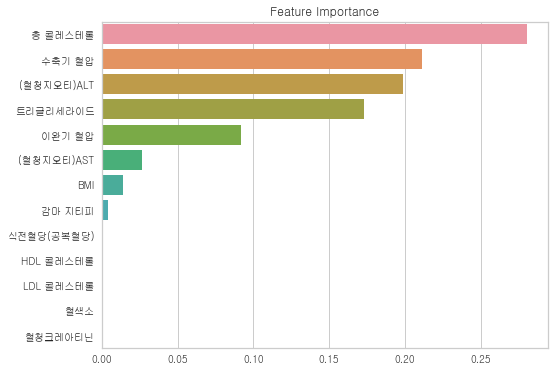 Feature Importance
총 콜레스테롤
수축기 혈압
(혈청지오티)ALT
트리글리세라이드
이완기 혈압
(혈청지오티)AST
BMI
감마 지티피
식전혈당(공복혈당)
HDL 콜레스테롤
LDL 콜레스테롤
혈색소
혈청크레아티닌
0.00 0.05 0.10 0.15 0.20 0.25